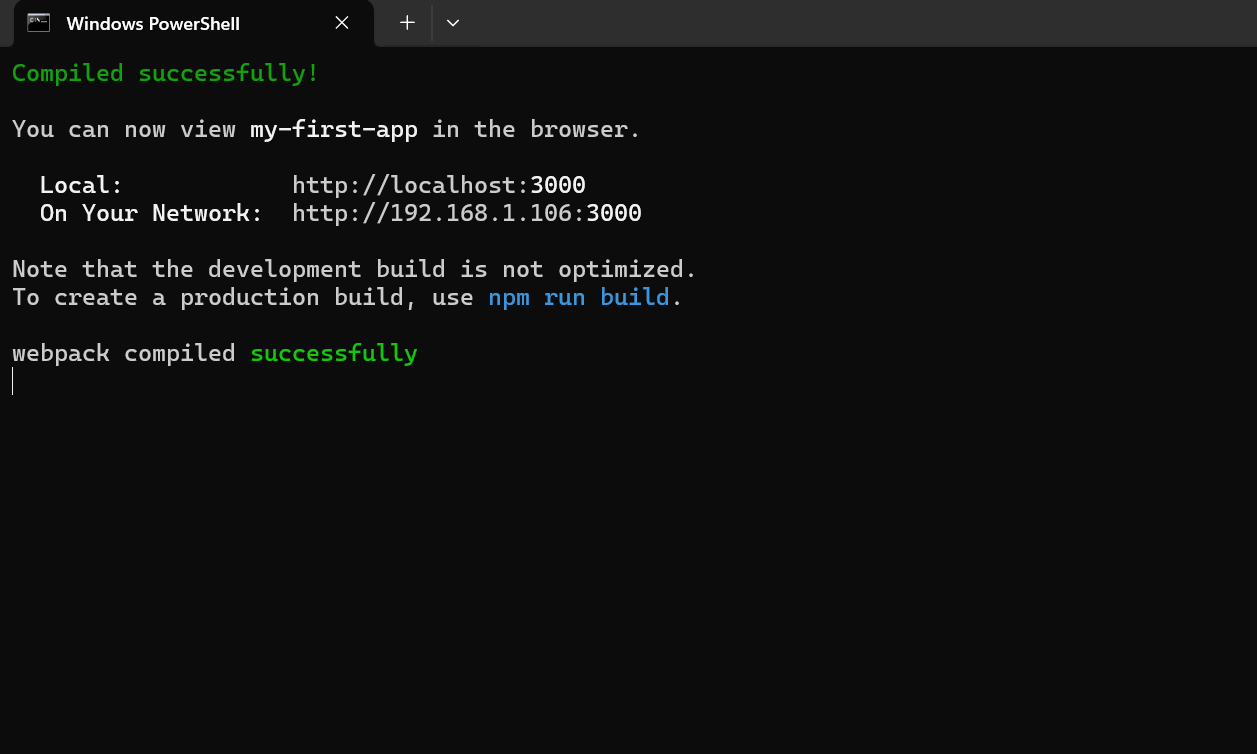 Windows PowerShell
Compiled successfully!
You can now view my-first-app in the browser.
Local: http://localhost:3000
On Your Network: http://192.168.1.106:3000
Note that the development build is not optimized.
To create a production build, use npm run build.
webpack compiled successfully